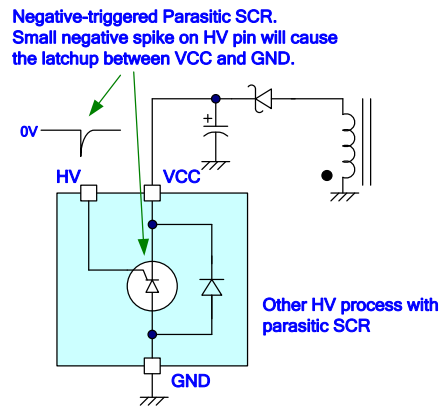 Negative-triggered Parasitic SCR.
Small negative spike on HV pin will cause
the latchup between VCC and GND.
+
0V
HV
VCC
Other HV process with
parasitic SCR
GND